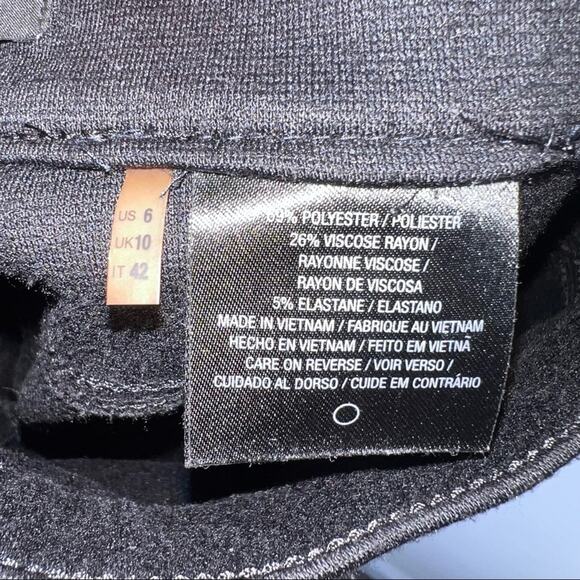 US 6
UK 10
IT 42
69% POLYESTER / POLIESTER
26% VISCOSE RAYON /
RAYONNE VISCOSE /
RAYON DE VISCOSA
5% ELASTANE / ELASTANO
MADE IN VIETNAM / FABRIQUE AU VIETNAM
HECHO EN VIETNAM / FEITO EM VIETNÃ
CARE ON REVERSE / VOIR VERSO /
CUIDADO AL DORSO / CUIDE EM CONTRÁRIO